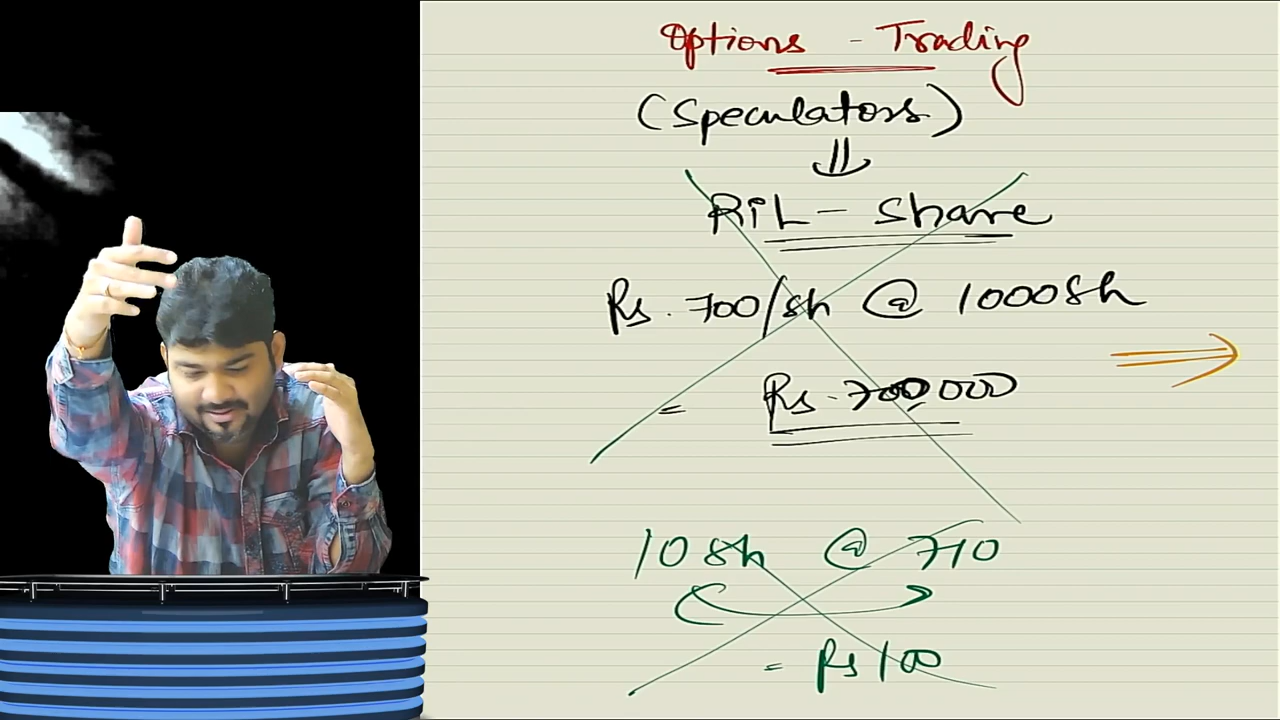 Options - Trading
(Speculators)
RIL - Share
Rs. 700/sh @ 1000 sh
= Rs. 700,000
10 sh @ 710
= Rs 100